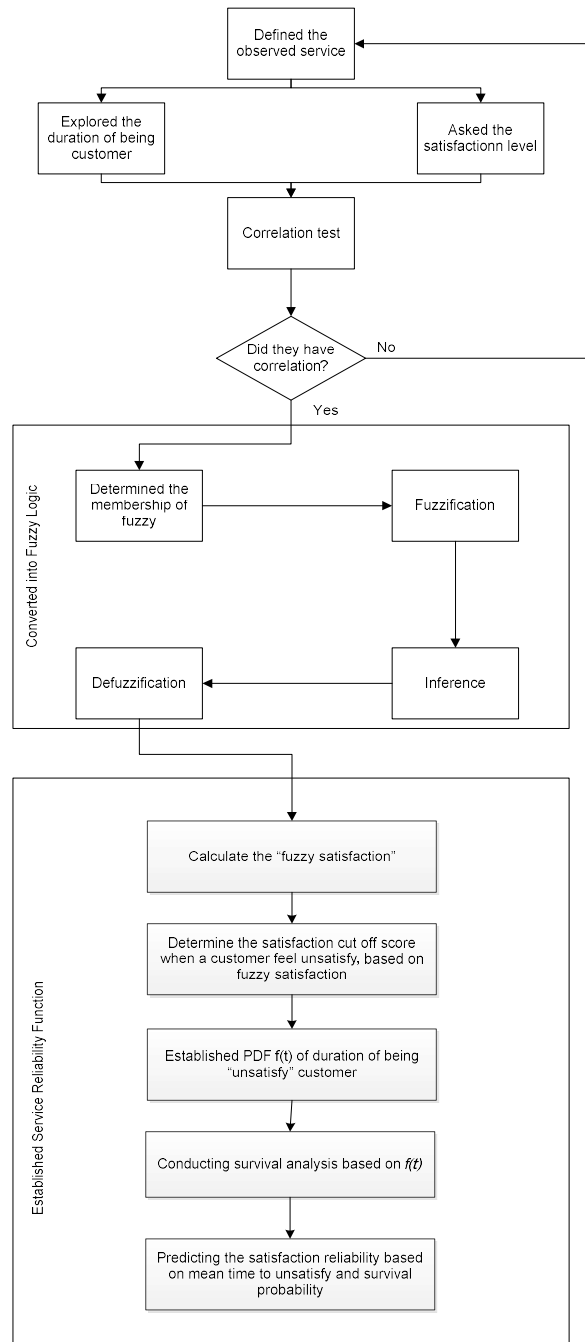 Defined the
observed service
Explored the
duration of being
customer
Asked the
satisfactionn level
Correlation test
Did they have
correlation?
No
Yes
Converted into Fuzzy Logic
Determined the
membership of
fuzzy
Fuzzification
Defuzzification
Inference
Established Service Reliability Function
Calculate the “fuzzy satisfaction”
Determine the satisfaction cut off score
when a customer feel unsatisfy, based on
fuzzy satisfaction
Established PDF f(t) of duration of being
“unsatisfy” customer
Conducting survival analysis based on f(t)
Predicting the satisfaction reliability based
on mean time to unsatisfy and survival
probability